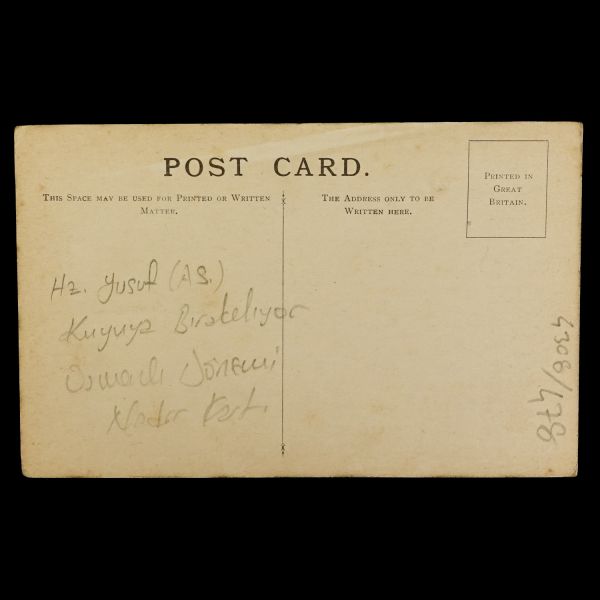 POST CARD.
THIS SPACE MAY BE USED FOR PRINTED OR WRITTEN
MATTER.
THE ADDRESS ONLY TO BE
WRITTEN HERE.
PRINTED IN
GREAT
BRITAIN.
Hz. Yusuf (AS.)
Kuyuya Bırakılıyor
Osmanlı Dönemi
Nadir Kart
4308/478